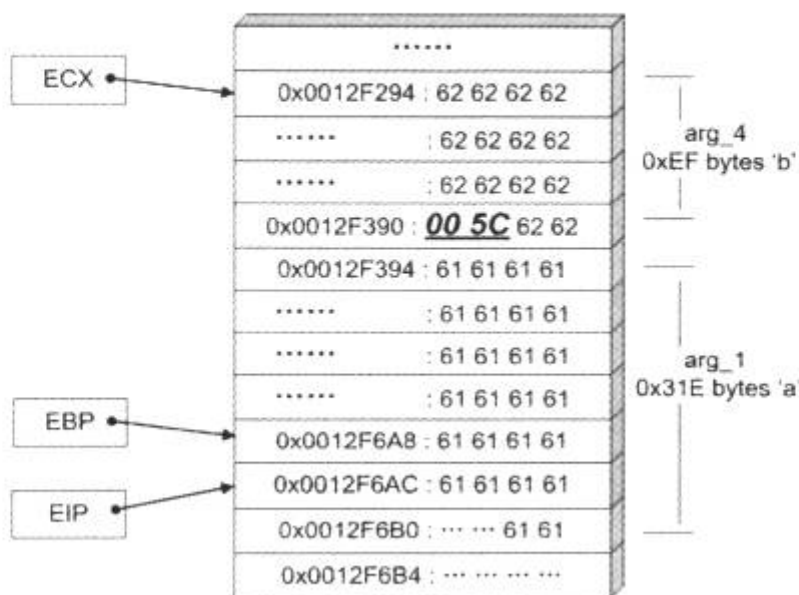 ······
ECX
0x0012F294 : 62 62 62 62
······ : 62 62 62 62
······ : 62 62 62 62
0x0012F390 : 00 5C 62 62
0x0012F394 : 61 61 61 61
······ : 61 61 61 61
······ : 61 61 61 61
······ : 61 61 61 61
EBP
0x0012F6A8 : 61 61 61 61
EIP
0x0012F6AC : 61 61 61 61
0x0012F6B0 : ··· ··· 61 61
0x0012F6B4 : ··· ··· ··· ···
arg_4
0xEF bytes 'b'
arg_1
0x31E bytes 'a'